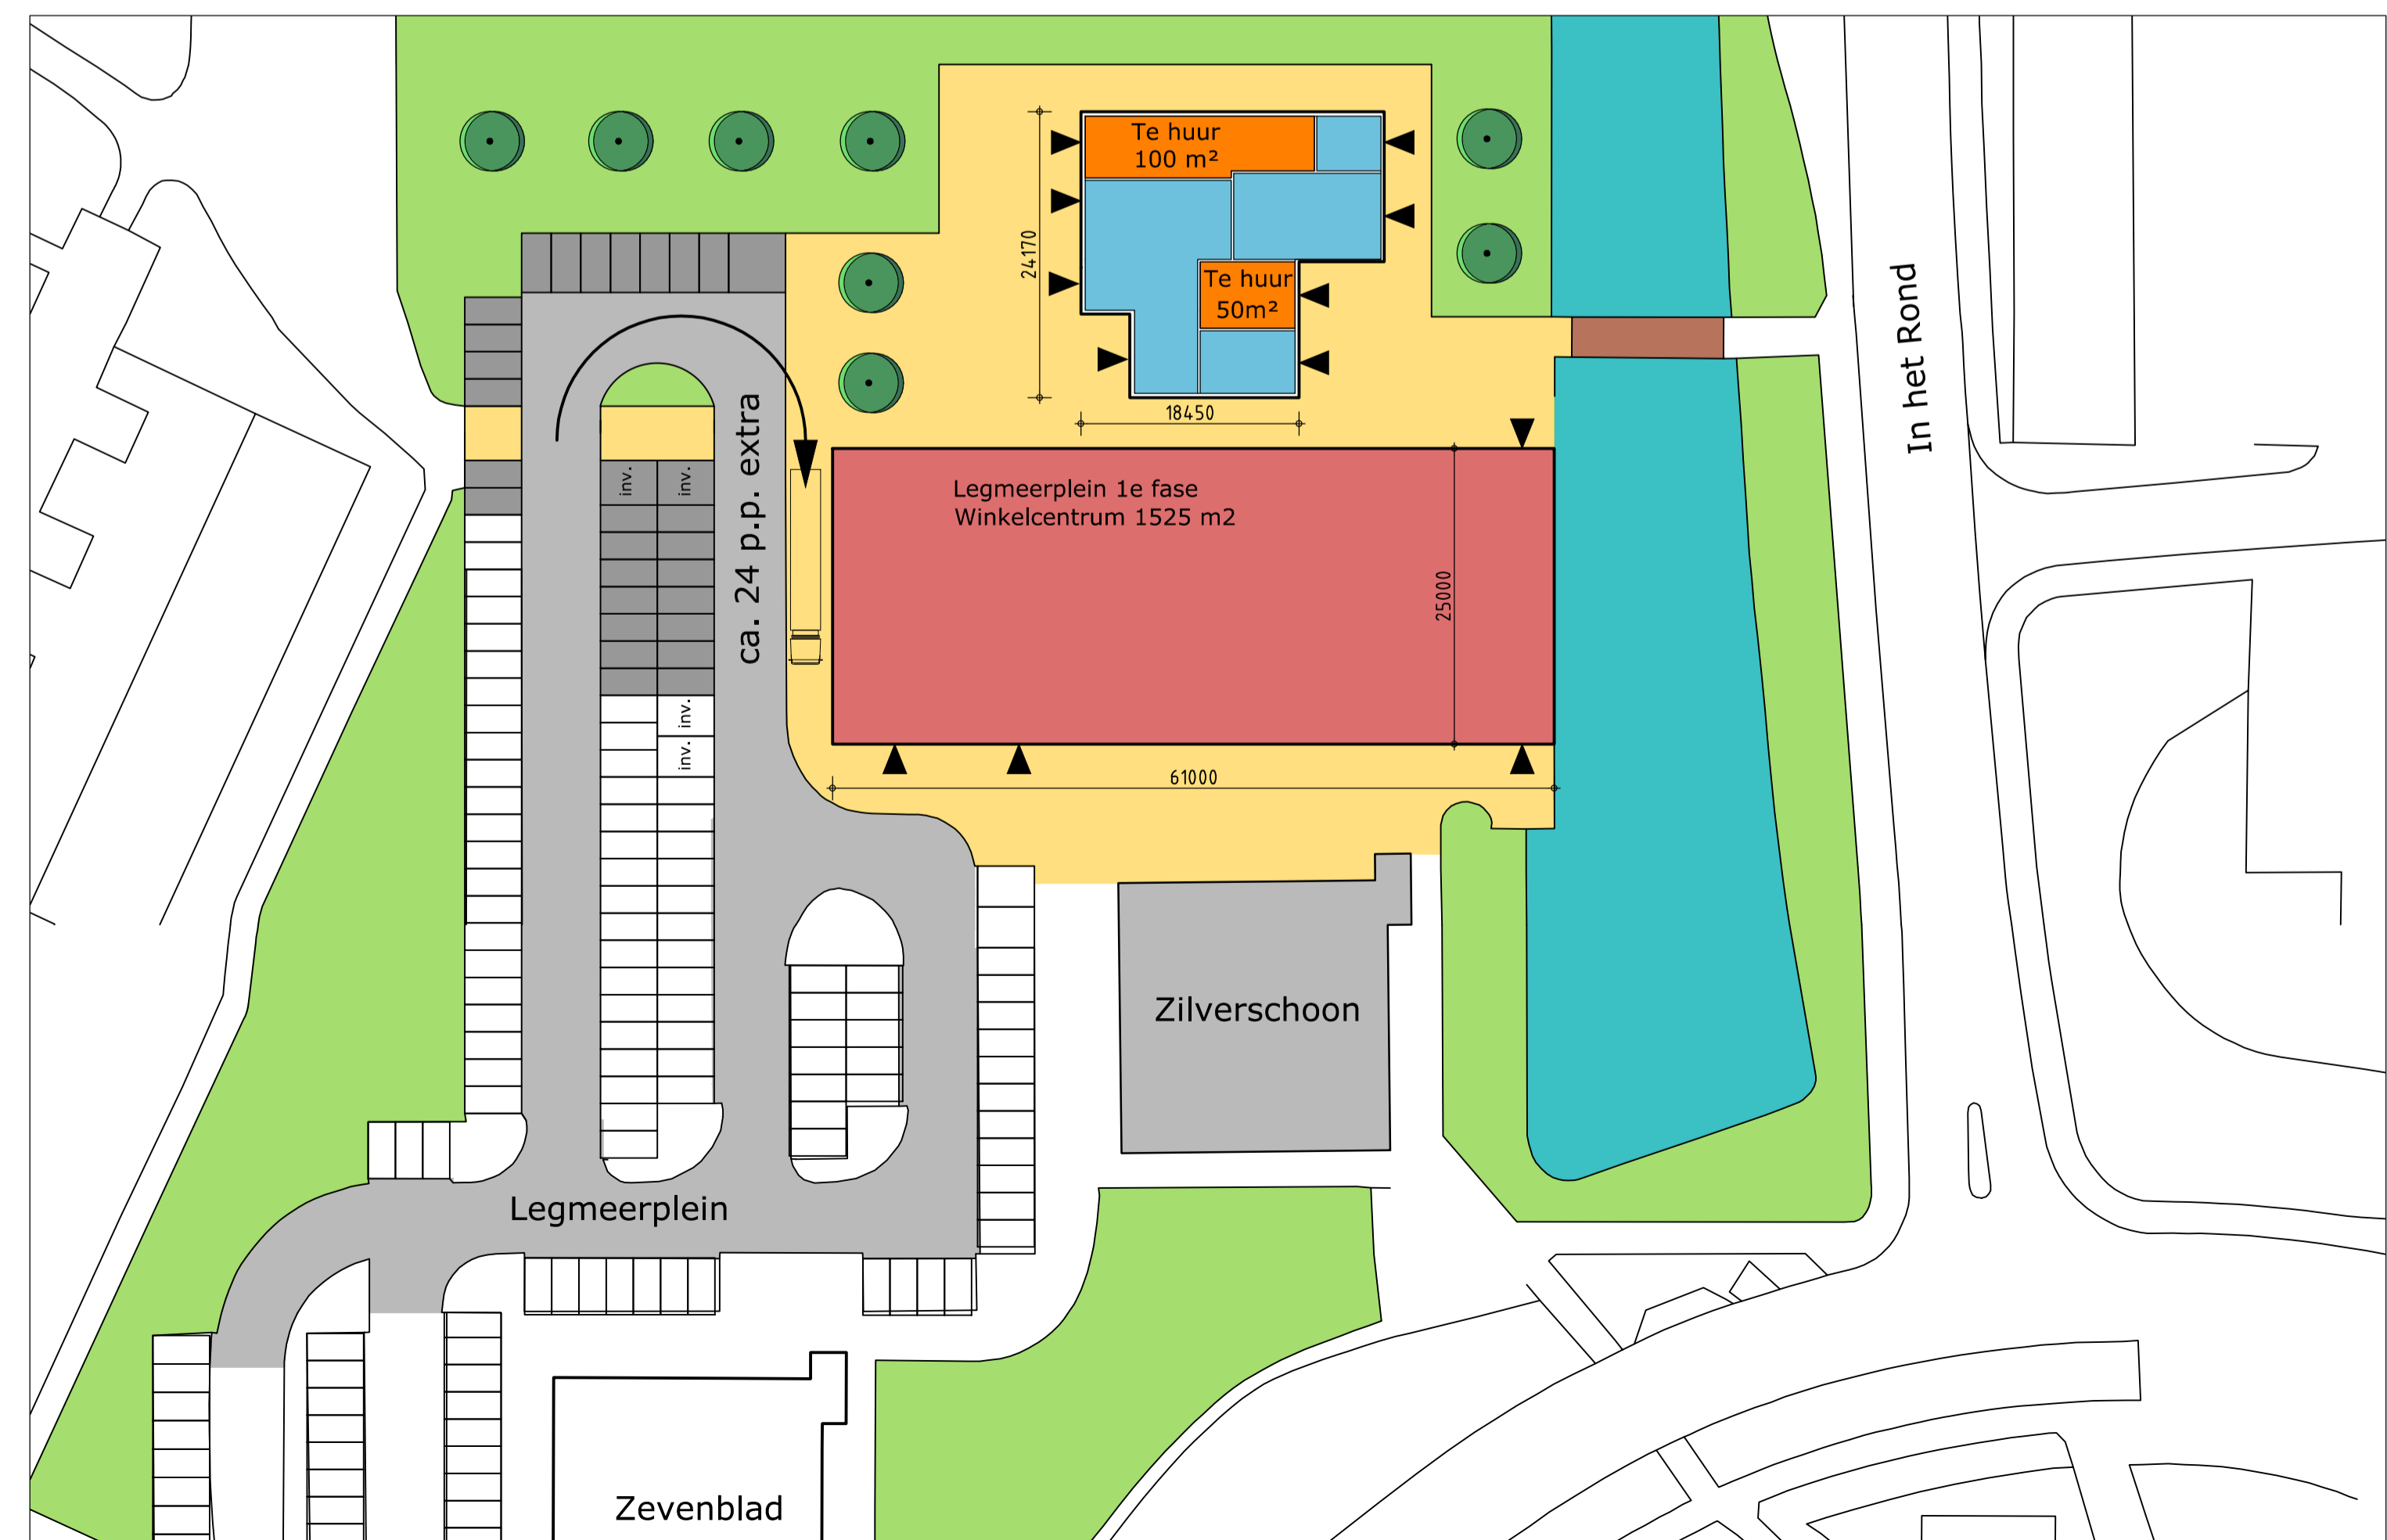 Te huur
100 m²
Te huur
50m²
24170
18450
In het Rond
inv.
inv.
ca. 24 p.p. extra
Legmeerplein 1e fase
Winkelcentrum 1525 m2
25000
inv.
inv.
61000
Zilverschoon
Legmeerplein
Zevenblad